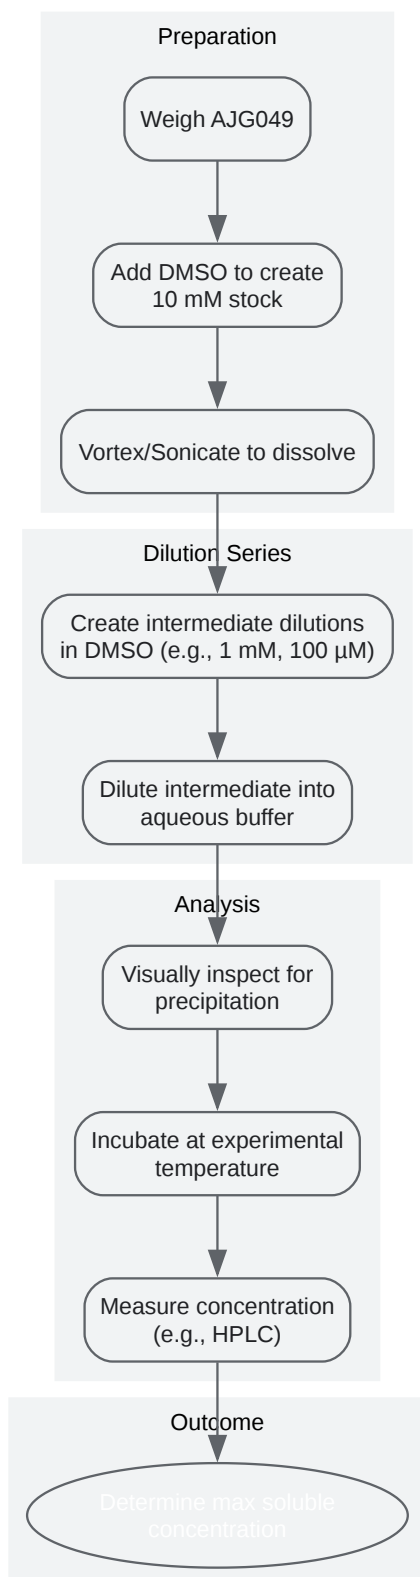 Preparation
Weigh AJG049
Add DMSO to create
10 mM stock
Vortex/Sonicate to dissolve
Dilution Series
Create intermediate dilutions
in DMSO (e.g., 1 mM, 100 µM)
Dilute intermediate into
aqueous buffer
Analysis
Visually inspect for
precipitation
Incubate at experimental
temperature
Measure concentration
(e.g., HPLC)
Outcome
Determine max soluble
concentration